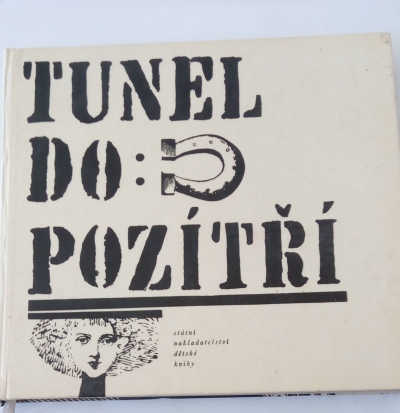 TUNEL
DO:
POZÍTŘÍ
státní
nakladatelství
dětské
knihy